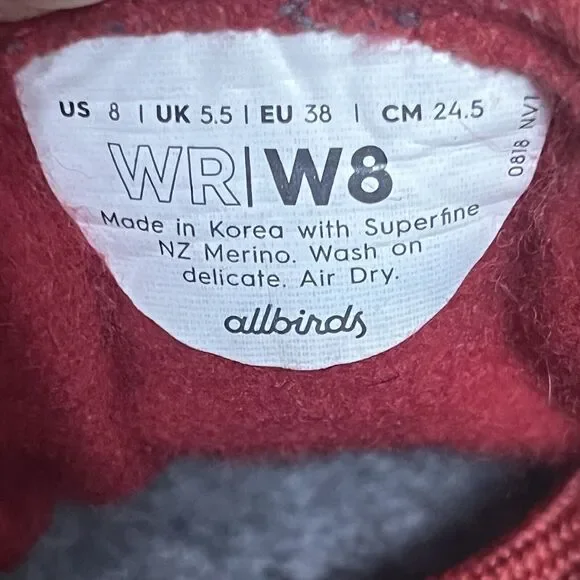 US 8 | UK 5.5 | EU 38 | CM 24.5
WR|W8
Made in Korea with Superfine
NZ Merino. Wash on
delicate. Air Dry.
allbirds
0818 NV1